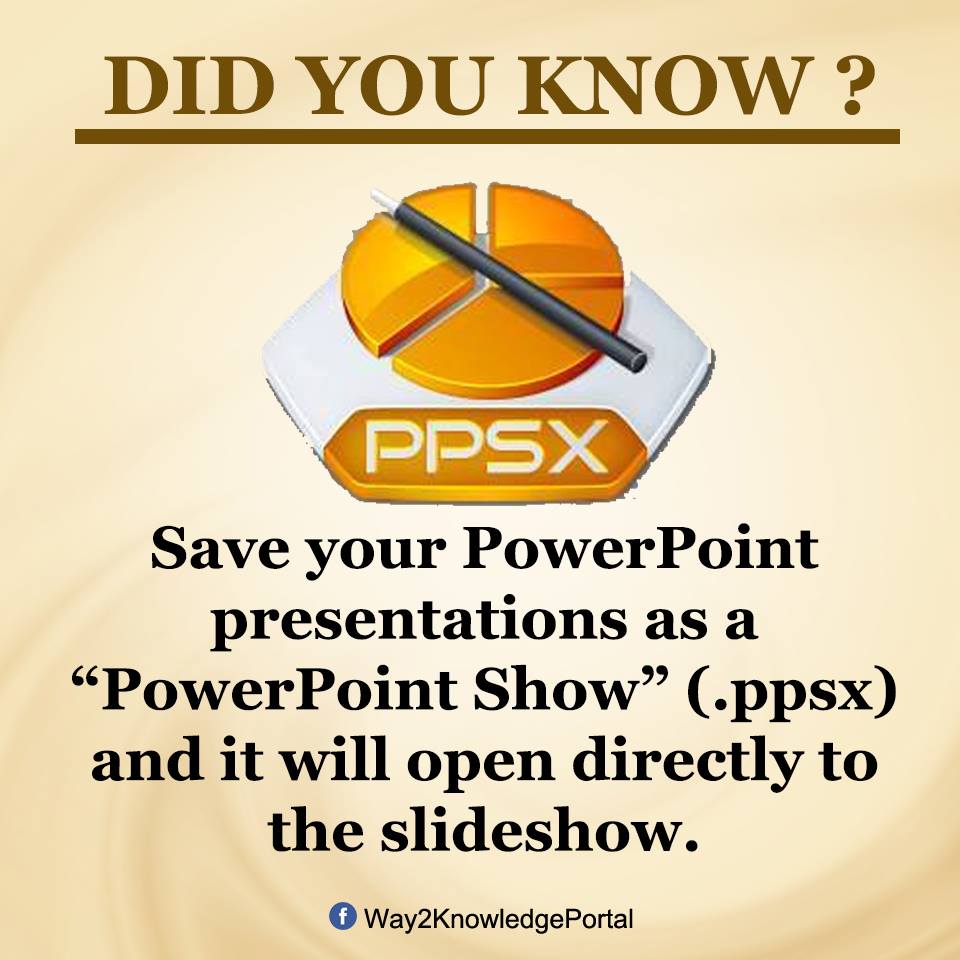 DID YOU KNOW ?
PPSX
Save your PowerPoint
presentations as a
“PowerPoint Show” (.ppsx)
and it will open directly to
the slideshow.
f Way2KnowledgePortal